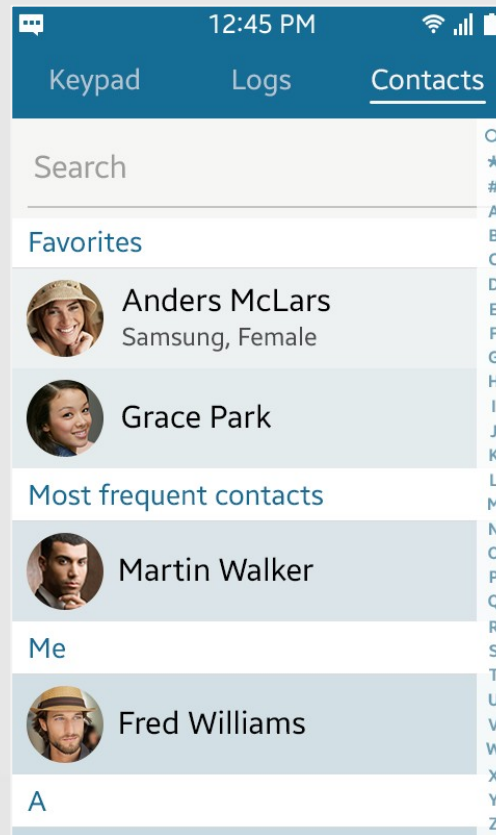 12:45 PM
Keypad Logs Contacts
Search
Favorites
Anders McLars
Samsung, Female
Grace Park
Most frequent contacts
Martin Walker
Me
Fred Williams
A
*
#
A
B
C
D
E
F
G
H
I
J
K
L
M
N
O
P
Q
R
S
T
U
V
W
X
Y
Z